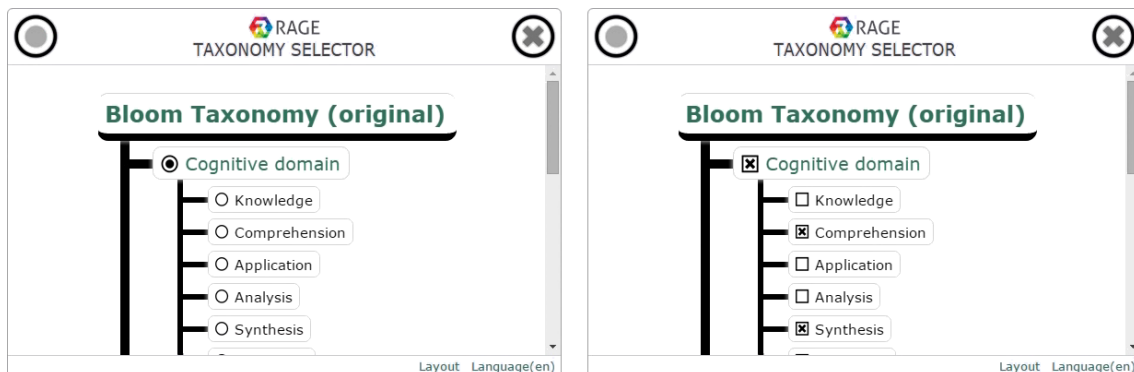 RAGE
TAXONOMY SELECTOR
Bloom Taxonomy (original)
Cognitive domain
Knowledge
Comprehension
Application
Analysis
Synthesis
Layout Language(en)
RAGE
TAXONOMY SELECTOR
Bloom Taxonomy (original)
Cognitive domain
Knowledge
Comprehension
Application
Analysis
Synthesis
Layout Language(en)